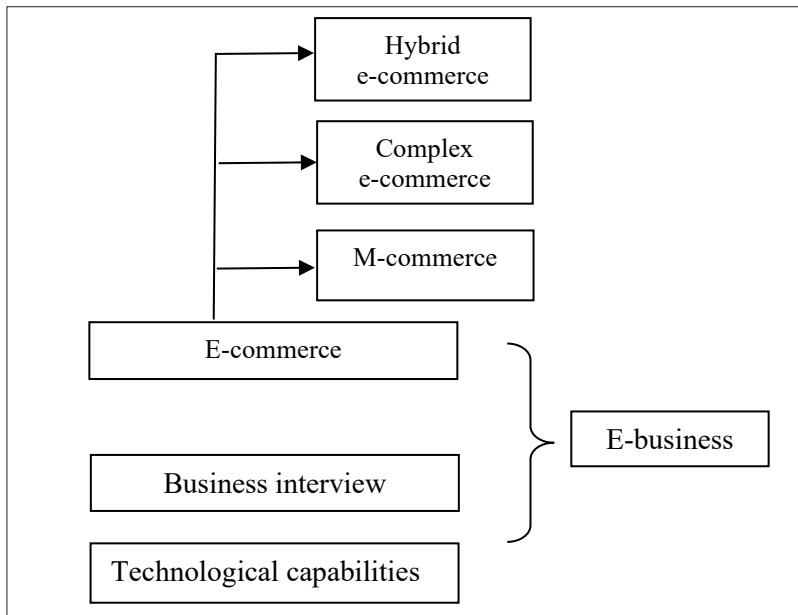 Hybrid
e-commerce
Complex
e-commerce
M-commerce
E-commerce
E-business
Business interview
Technological capabilities